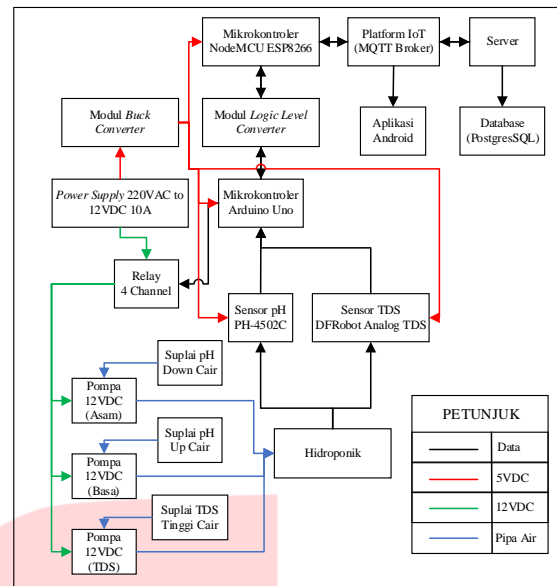 Mikrokontroler
NodeMCU ESP8266
Platform IoT
(MQTT Broker)
Server
Modul Buck
Converter
Modul Logic Level
Converter
Aplikasi
Android
Database
(PostgresSQL)
Power Supply 220VAC to
12VDC 10A
Mikrokontroler
Arduino Uno
Relay
4 Channel
Sensor pH
PH-4502C
Sensor TDS
DFRobot Analog TDS
Suplai pH
Down Cair
Pompa
12VDC
(Asam)
Suplai pH
Up Cair
Pompa
12VDC
(Basa)
Hidroponik
Suplai TDS
Tinggi Cair
Pompa
12VDC
(TDS)
PETUNJUK
Data
5VDC
12VDC
Pipa Air